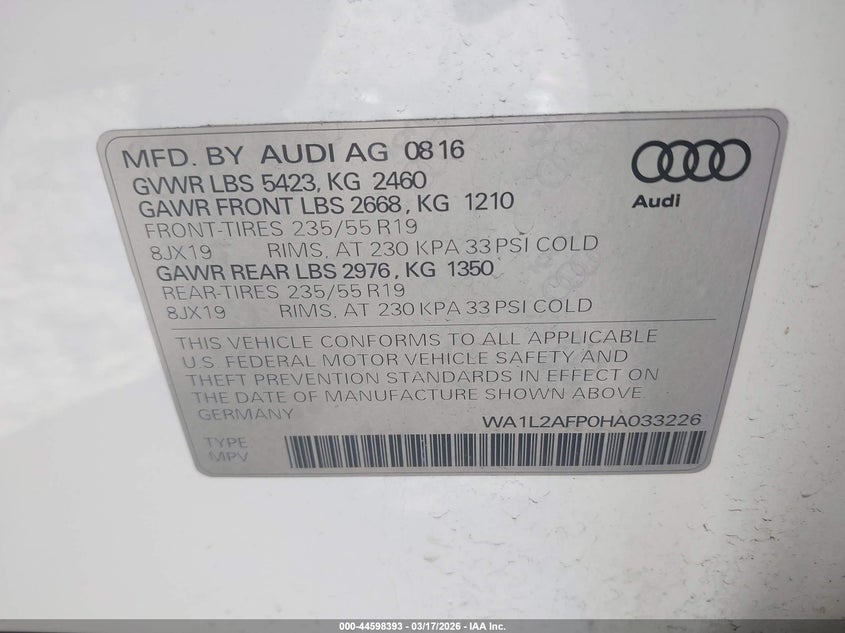 MFD. BY AUDI AG 08 16
GVWR LBS 5423, KG 2460
GAWR FRONT LBS 2668, KG 1210
FRONT-TIRES 235/55 R19
8JX19 RIMS, AT 230 KPA 33 PSI COLD
GAWR REAR LBS 2976, KG 1350
REAR-TIRES 235/55 R19
8JX19 RIMS, AT 230 KPA 33 PSI COLD
Audi
THIS VEHICLE CONFORMS TO ALL APPLICABLE
U.S. FEDERAL MOTOR VEHICLE SAFETY AND
THEFT PREVENTION STANDARDS IN EFFECT ON
THE DATE OF MANUFACTURE SHOWN ABOVE.
GERMANY
WA1L2AFP0HA033226
TYPE
MPV
000-44598393 - 03/17/2026 - IAA Inc.